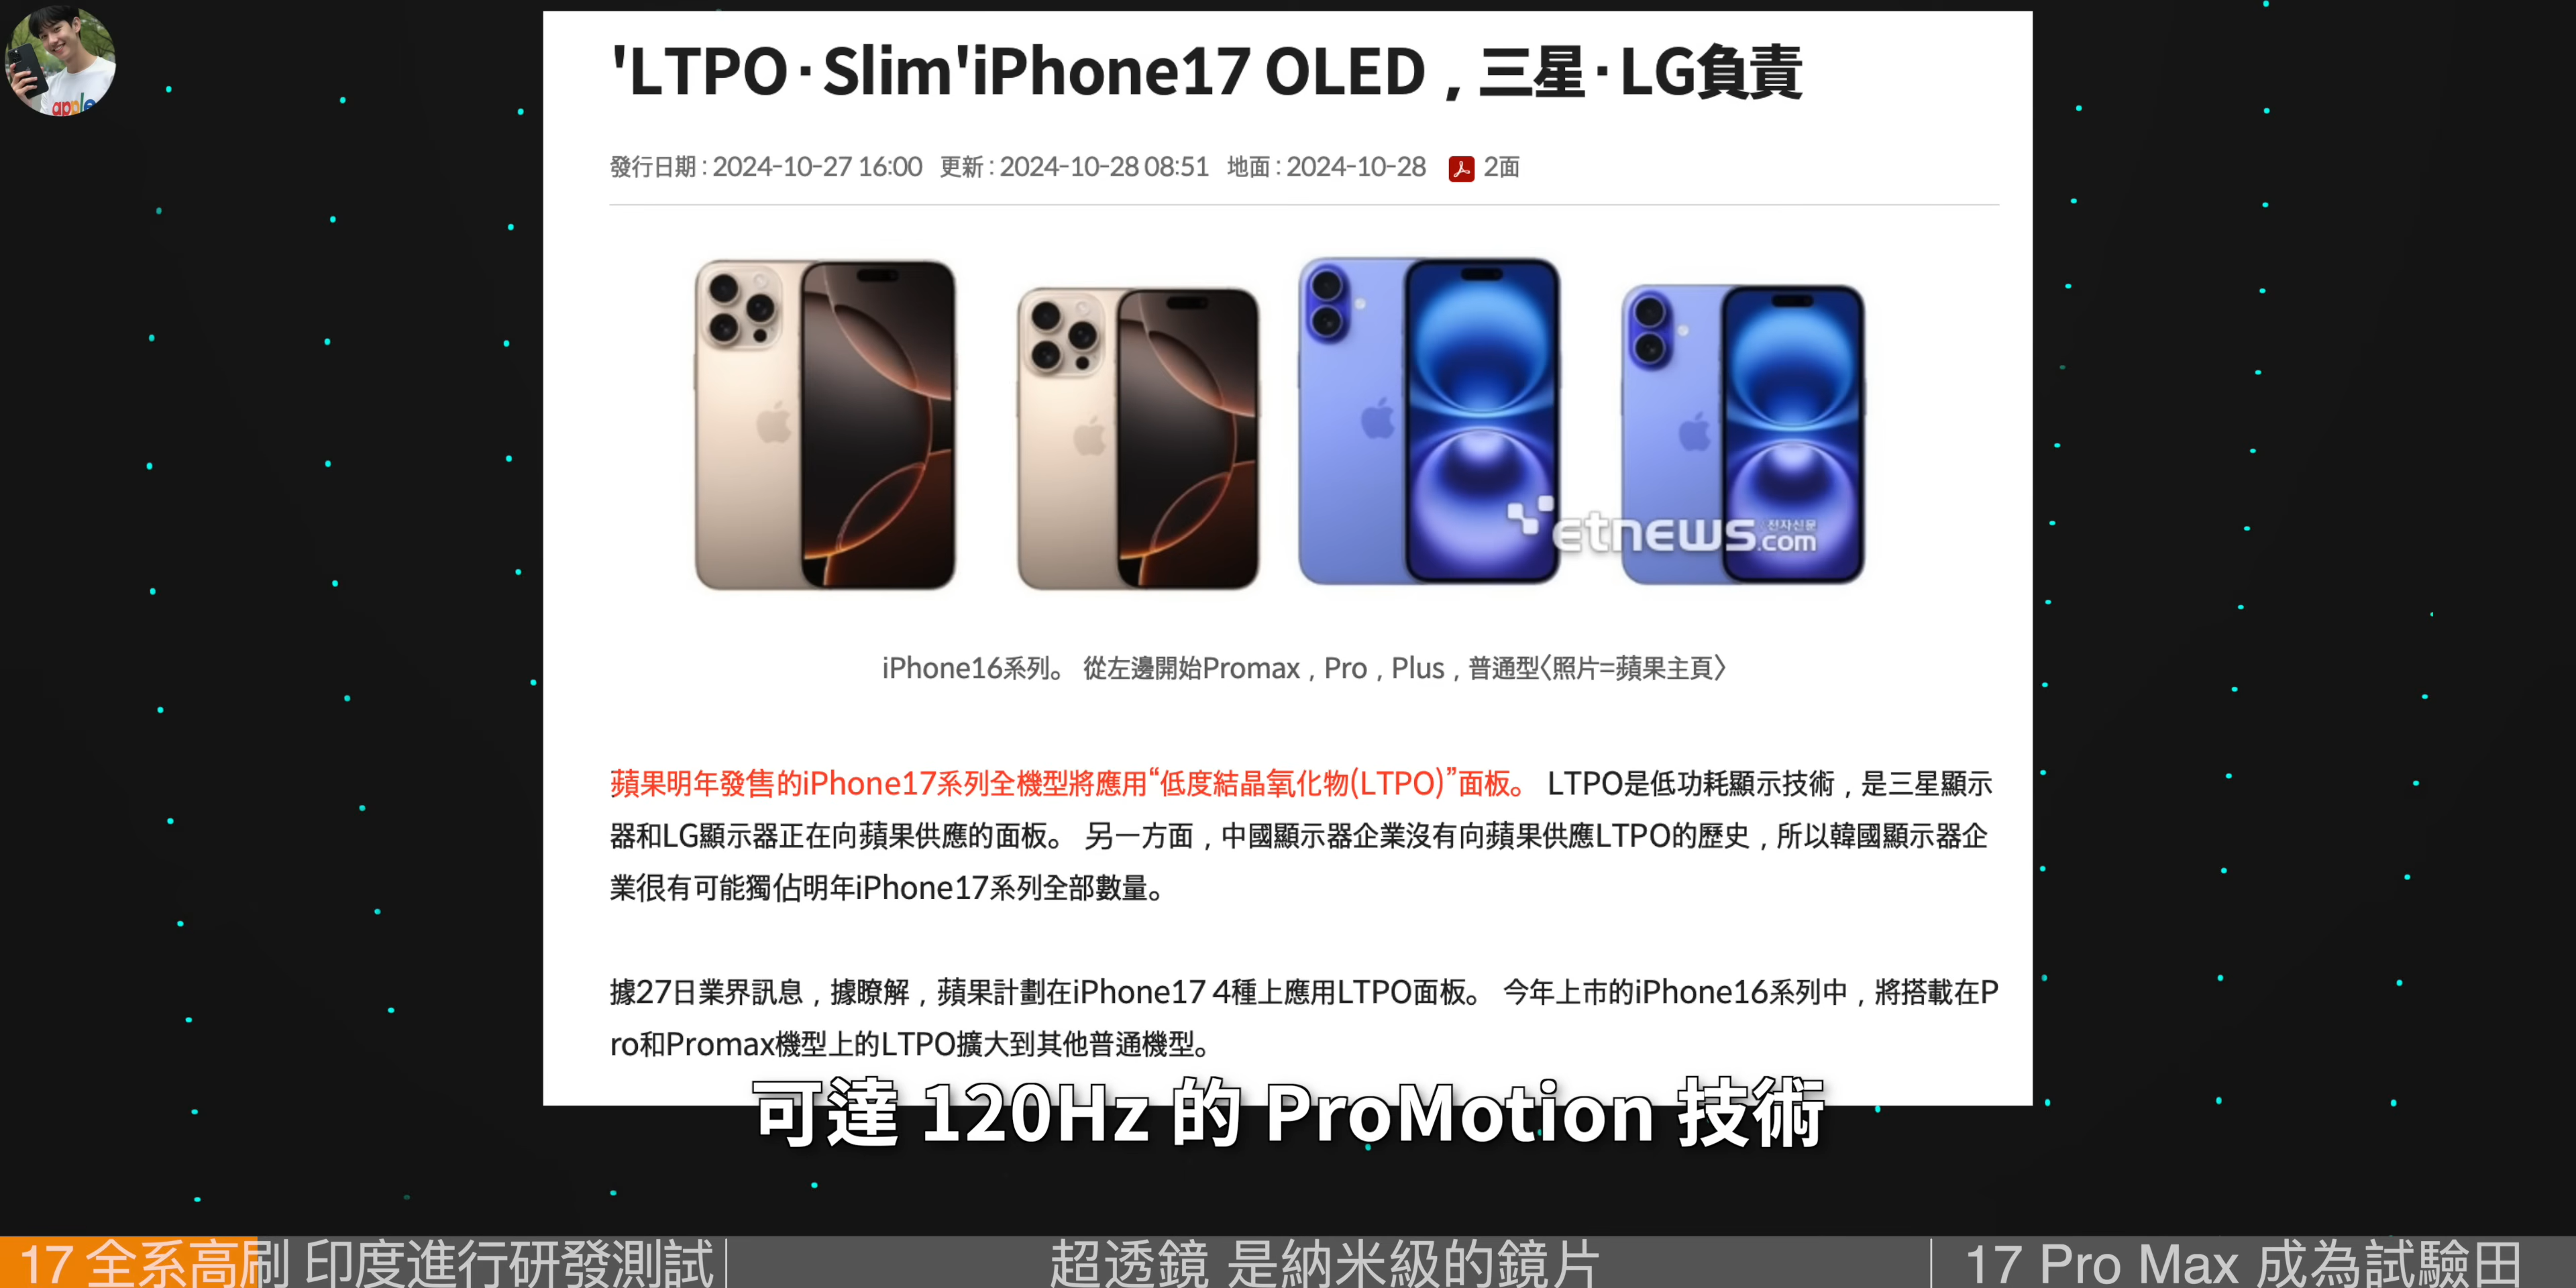 apple
'LTPO·Slim'iPhone17 OLED，三星·LG負責
發行日期 : 2024-10-27 16:00 更新 : 2024-10-28 08:51 地面 : 2024-10-28 2面
etnews.com 전자신문
iPhone16系列。 從左邊開始Promax，Pro，Plus，普通型〈照片=蘋果主頁〉
蘋果明年發售的iPhone17系列全機型將應用“低度結晶氧化物(LTPO)”面板。 LTPO是低功耗顯示技術，是三星顯示
器和LG顯示器正在向蘋果供應的面板。 另一方面，中國顯示器企業沒有向蘋果供應LTPO的歷史，所以韓國顯示器企
業很有可能獨佔明年iPhone17系列全部數量。
據27日業界訊息，據瞭解，蘋果計劃在iPhone17 4種上應用LTPO面板。 今年上市的iPhone16系列中，將搭載在P
ro和Promax機型上的LTPO擴大到其他普通機型。
可達 120Hz 的 ProMotion 技術
17 全系高刷 印度進行研發測試
超透鏡 是納米級的鏡片
17 Pro Max 成為試驗田